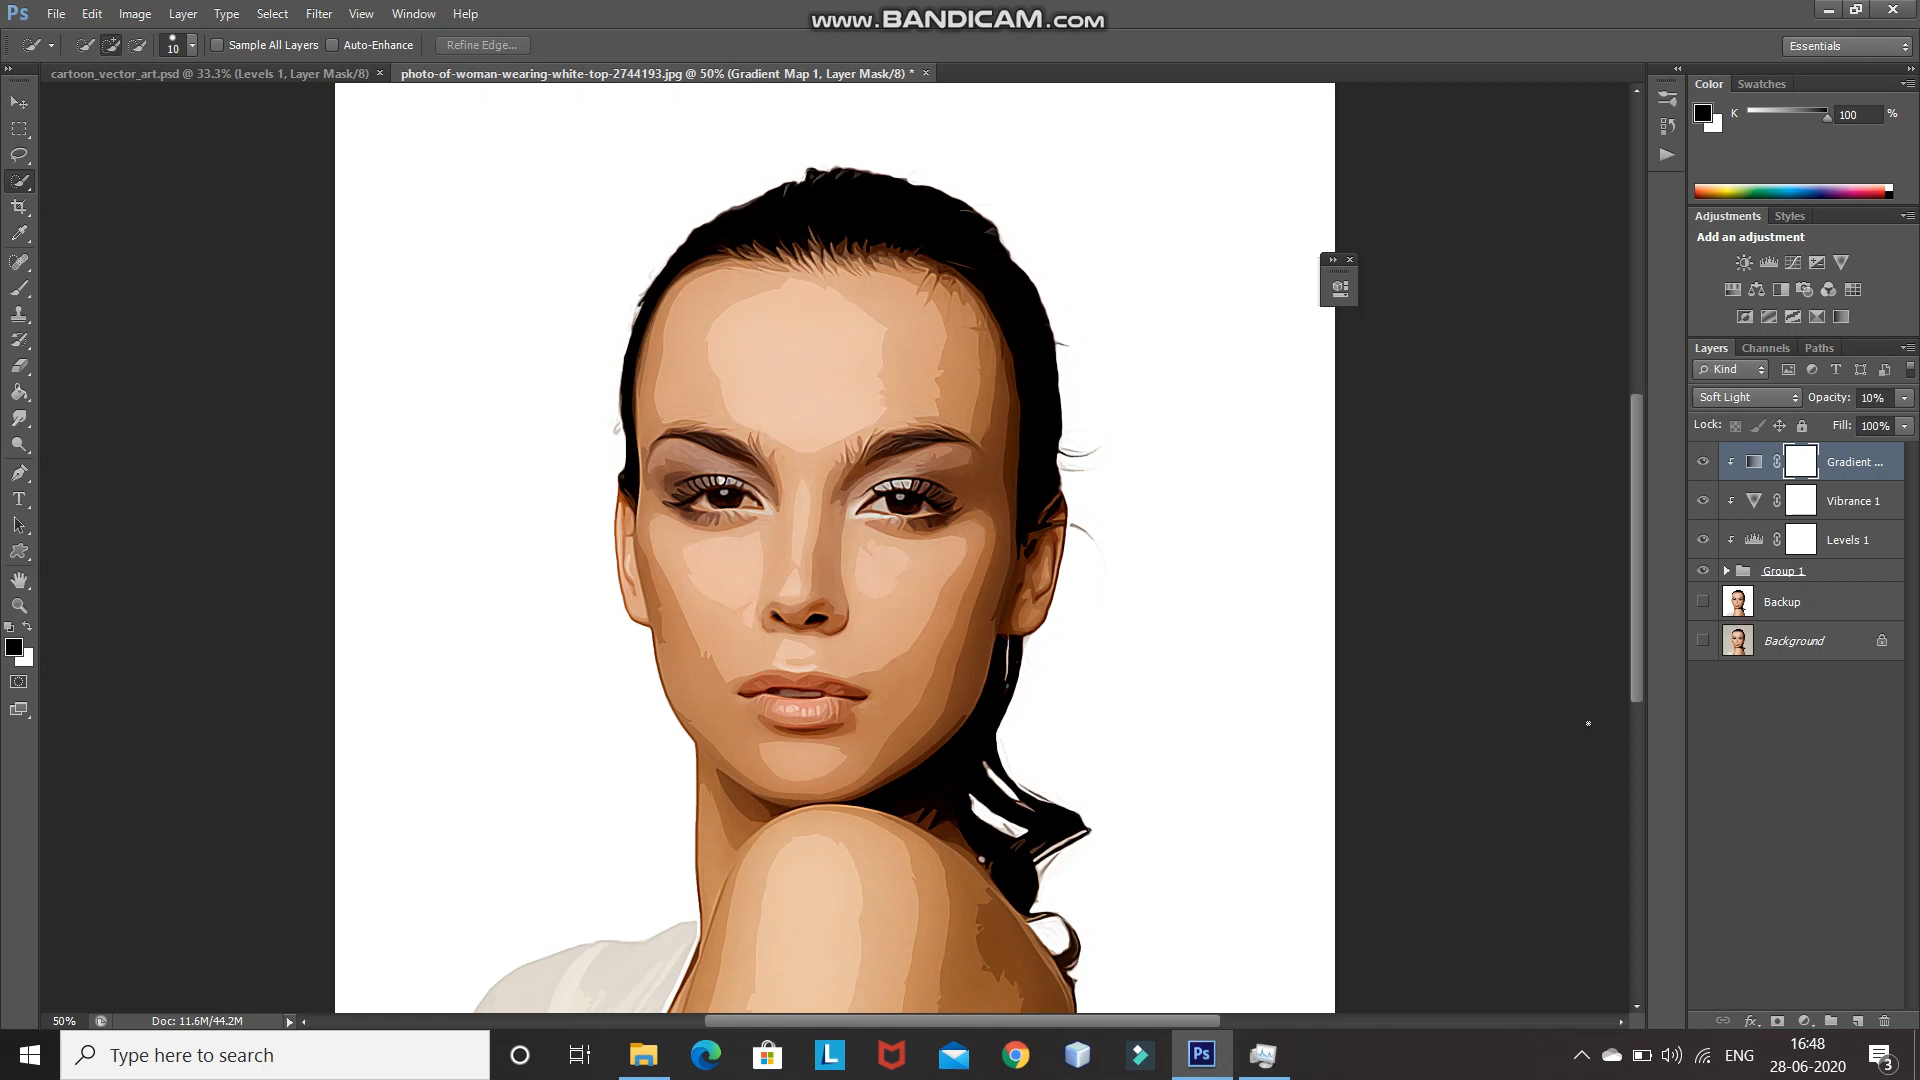 Ps File Edit Image Layer Type Select Filter View Window Help
www.BANDICAM.com
10 Sample All Layers Auto-Enhance Refine Edge... Essentials
cartoon_vector_art.psd @ 33.3% (Levels 1, Layer Mask/8) × photo-of-woman-wearing-white-top-2744193.jpg @ 50% (Gradient Map 1, Layer Mask/8) * ×
Color Swatches
K 100 %
Adjustments Styles
Add an adjustment
Layers Channels Paths
Kind T
Soft Light Opacity: 10%
Lock: Fill: 100%
Gradient ...
Vibrance 1
Levels 1
Group 1
Backup
Background
T
50% Doc: 11.6M/44.2M
fx
Type here to search
L
Ps
ENG
16:48
28-06-2020
3